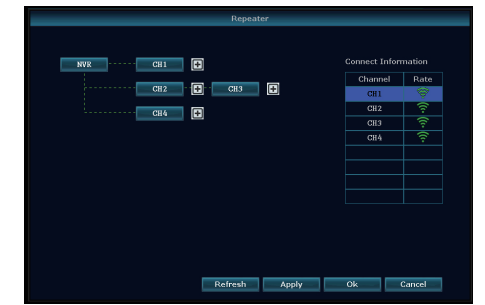 Repeater
NVR CH1
CH2 CH3
CH4
Connect Information
Channel Rate
CH1
CH2
CH3
CH4
Refresh Apply Ok Cancel